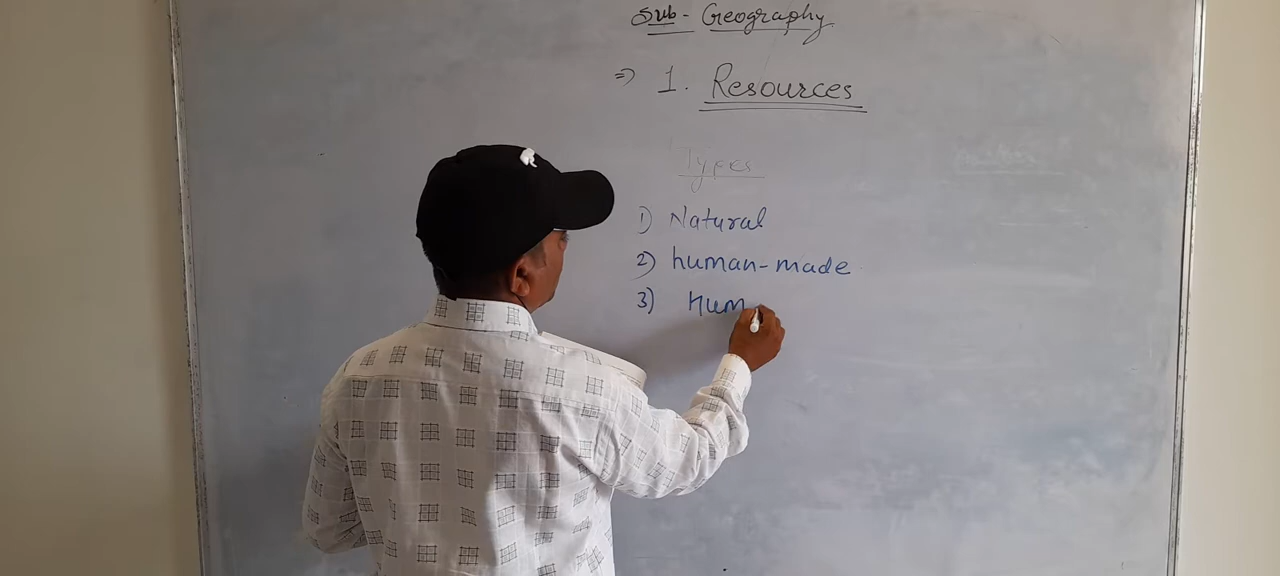 Sub - Geography
⇒ 1. Resources
Types
1) Natural
2) human-made
3) Hum